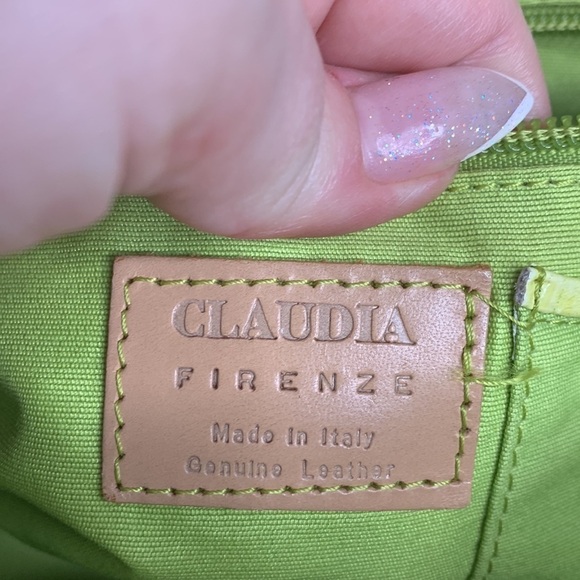 CLAUDIA
FIRENZE
Made In Italy
Genuine Leather